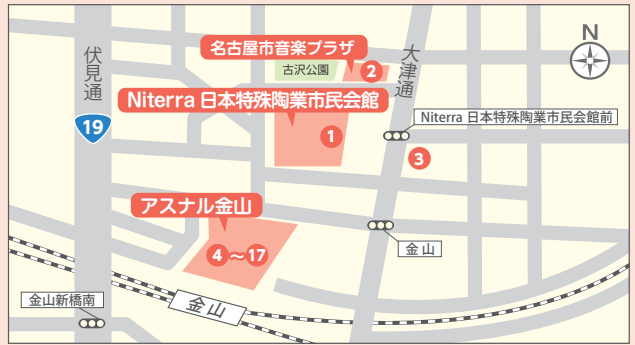 名古屋市音楽プラザ
古沢公園
2
Niterra 日本特殊陶業市民会館
1
伏見通
19
大津通
N
Niterra 日本特殊陶業市民会館前
3
アスナル金山
4～17
金山
金山
金山新橋南